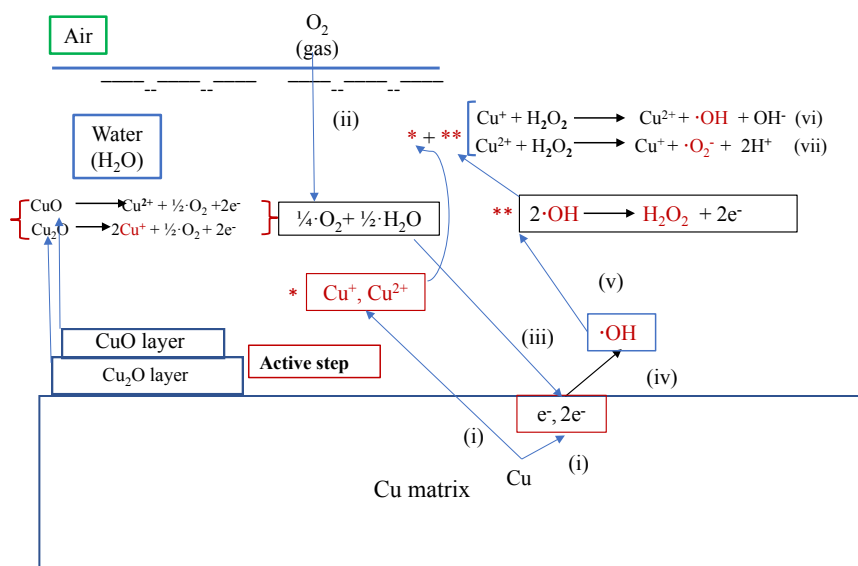 Air
O₂
(gas)
(ii)
Water
(H₂O)
* + **
Cu⁺ + H₂O₂ ⟶ Cu²⁺ + ·OH + OH⁻ (vi)
Cu²⁺ + H₂O₂ ⟶ Cu⁺ + ·O₂⁻ + 2H⁺ (vii)
CuO ⟶ Cu²⁺ + ½·O₂ +2e⁻
Cu₂O ⟶ 2Cu⁺ + ½·O₂ + 2e⁻
¼·O₂+ ½·H₂O
** 2·OH ⟶ H₂O₂ + 2e⁻
* Cu⁺, Cu²⁺
(v)
(iii)
·OH
(iv)
CuO layer
Cu₂O layer
Active step
e⁻, 2e⁻
(i)
(i)
Cu
Cu matrix